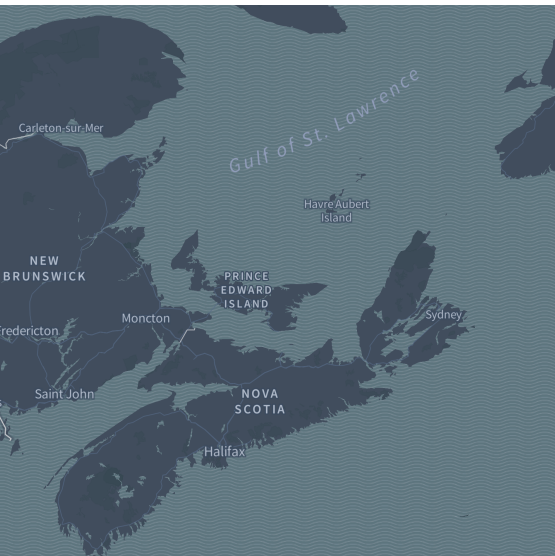 Carleton-sur-Mer
Gulf of St. Lawrence
Havre Aubert
Island
NEW
BRUNSWICK
PRINCE
EDWARD
ISLAND
Moncton
Sydney
Fredericton
Saint John
NOVA
SCOTIA
Halifax